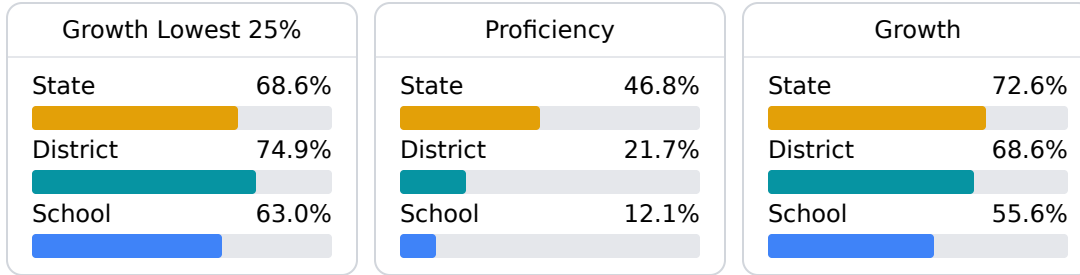 Growth Lowest 25%
State 68.6%
District 74.9%
School 63.0%
Proficiency
State 46.8%
District 21.7%
School 12.1%
Growth
State 72.6%
District 68.6%
School 55.6%